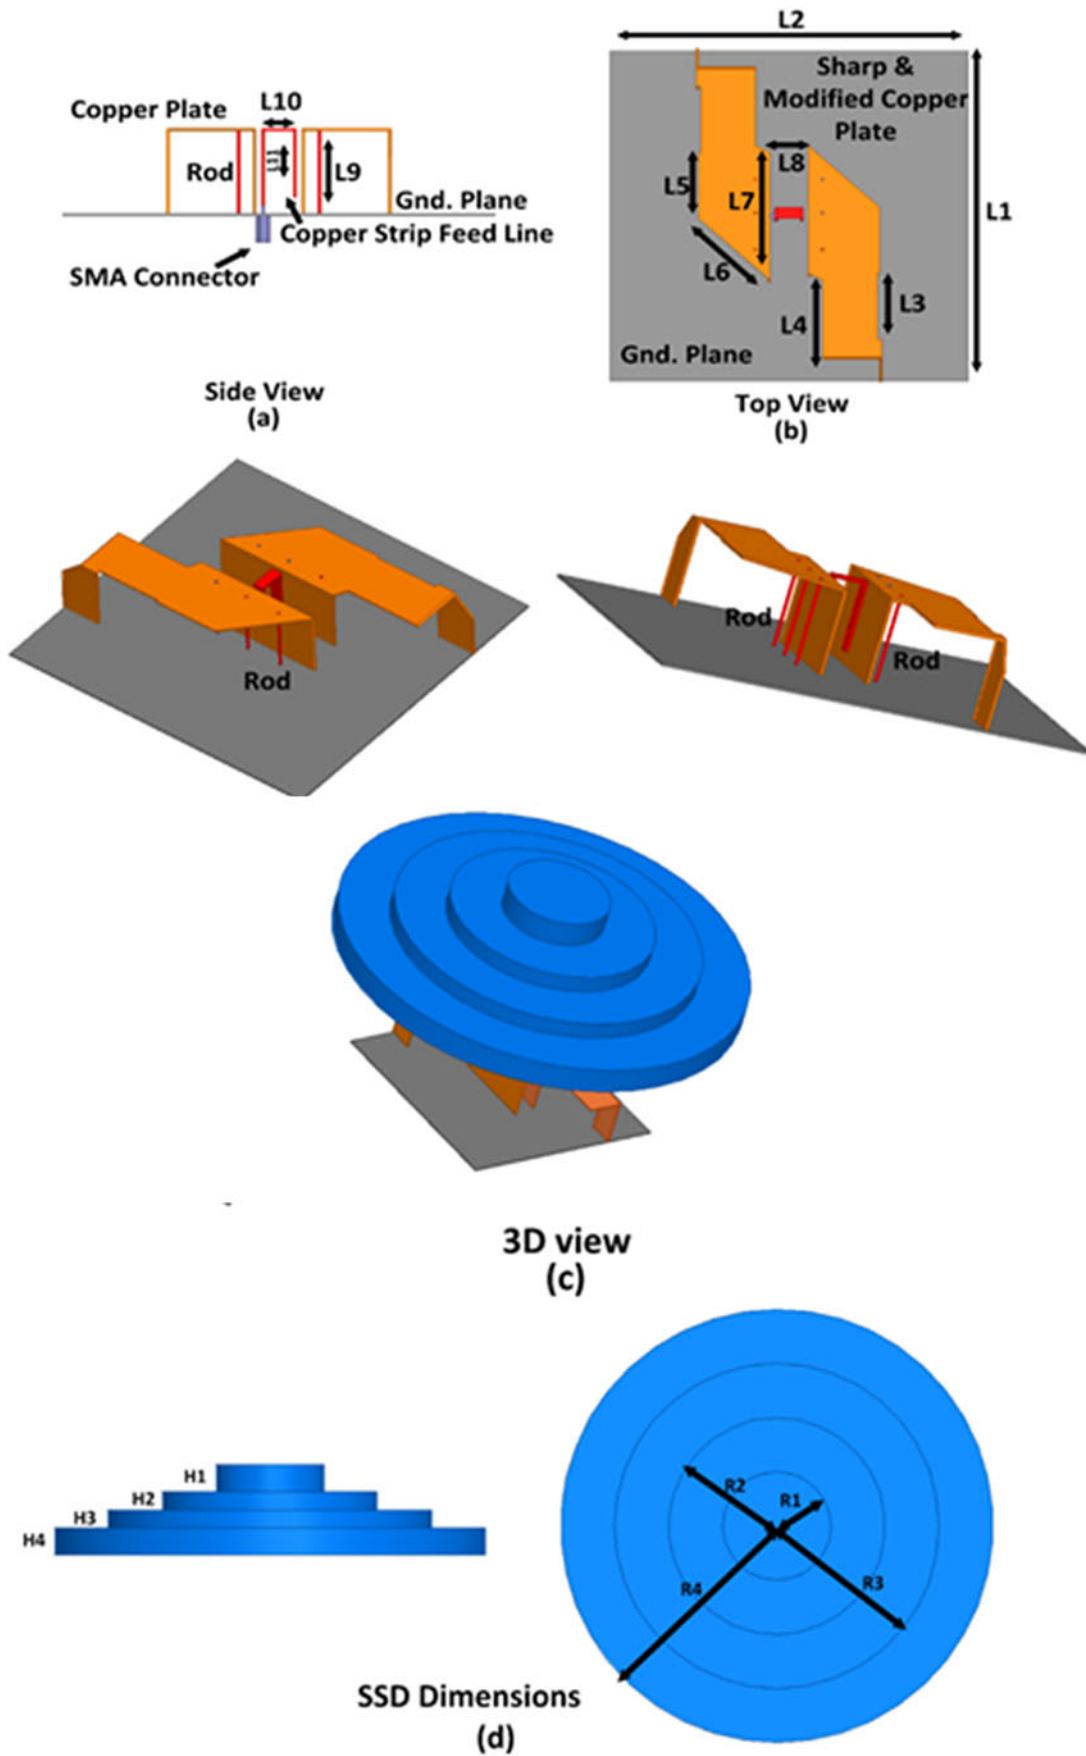 Copper Plate
L10
L11
Rod
L9
Gnd. Plane
Copper Strip Feed Line
SMA Connector
Side View
(a)
L2
Sharp &
Modified Copper
Plate
L8
L5
L7
L1
L6
L3
L4
Gnd. Plane
Top View
(b)
Rod
Rod
Rod
3D view
(c)
H1
H2
H3
H4
R2
R1
R4
R3
SSD Dimensions
(d)